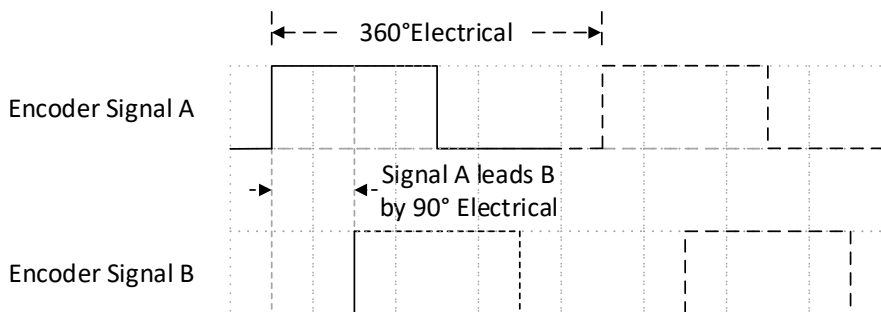 360°Electrical
Encoder Signal A
Signal A leads B
by 90° Electrical
Encoder Signal B